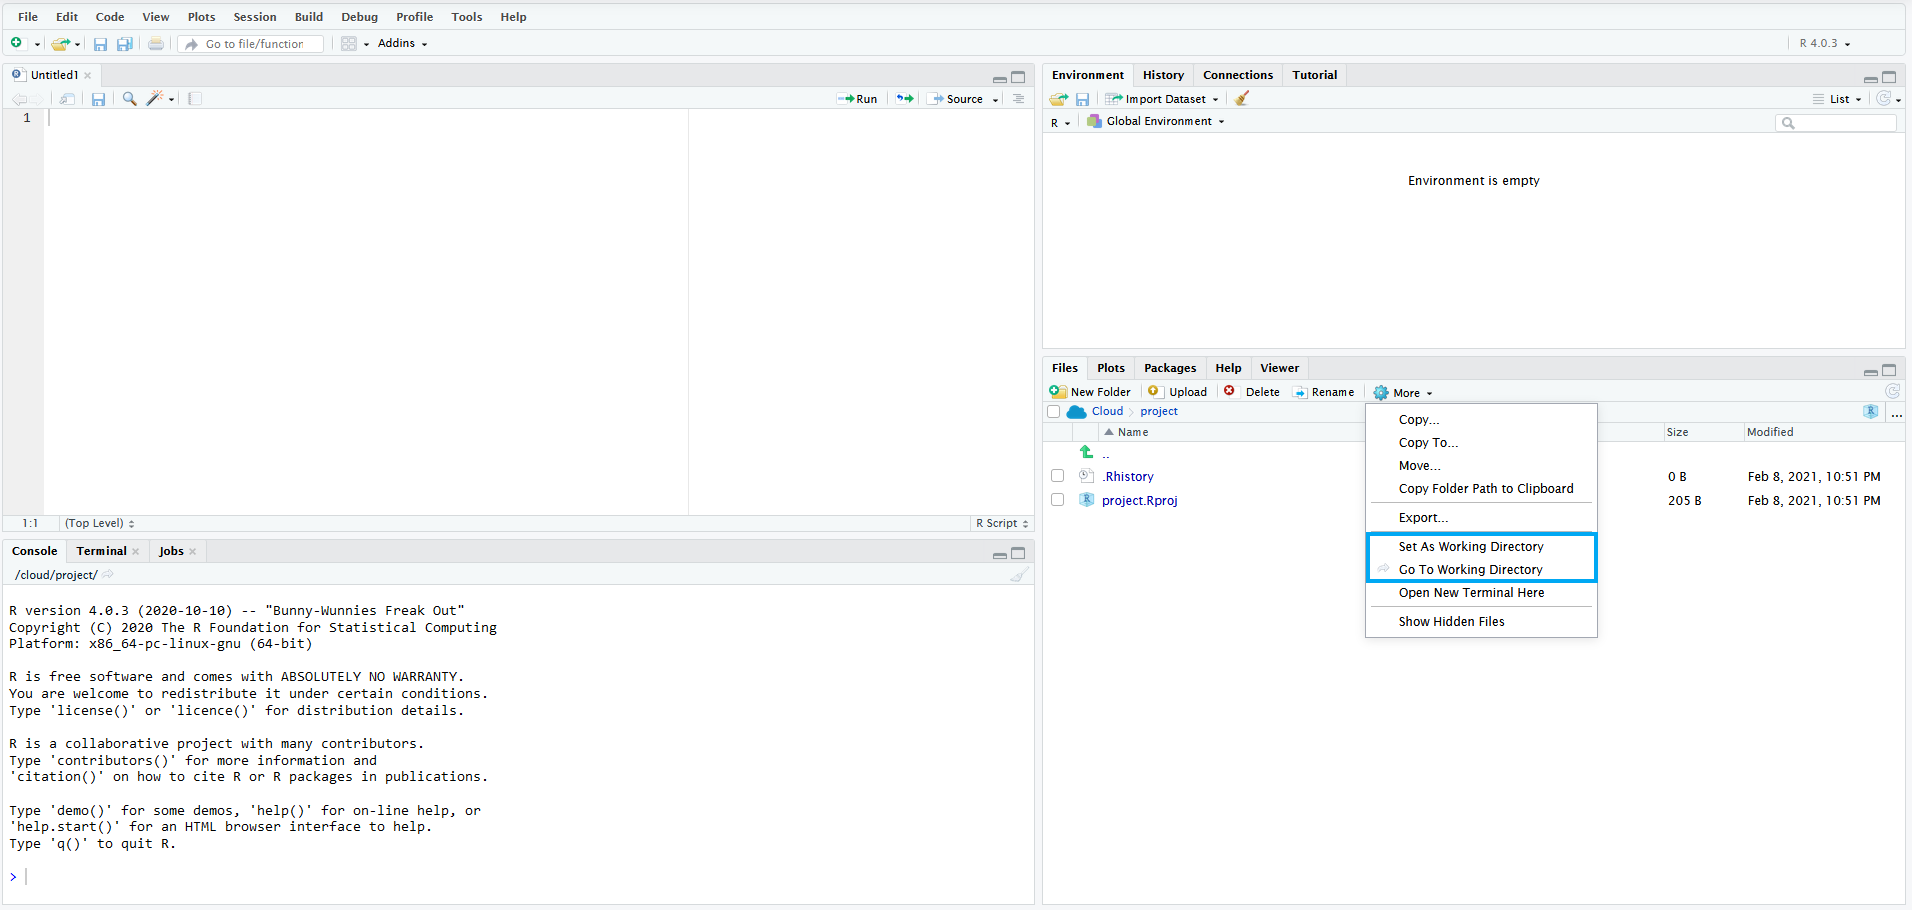 File Edit Code View Plots Session Build Debug Profile Tools Help
Go to file/function Addins R 4.0.3
Untitled1
Run Source
1
1:1 (Top Level) R Script
Console Terminal Jobs
/cloud/project/
R version 4.0.3 (2020-10-10) -- "Bunny-Wunnies Freak Out"
Copyright (C) 2020 The R Foundation for Statistical Computing
Platform: x86_64-pc-linux-gnu (64-bit)
R is free software and comes with ABSOLUTELY NO WARRANTY.
You are welcome to redistribute it under certain conditions.
Type 'license()' or 'licence()' for distribution details.
R is a collaborative project with many contributors.
Type 'contributors()' for more information and
'citation()' on how to cite R or R packages in publications.
Type 'demo()' for some demos, 'help()' for on-line help, or
'help.start()' for an HTML browser interface to help.
Type 'q()' to quit R.
>
Environment History Connections Tutorial
Import Dataset List
R Global Environment
Environment is empty
Files Plots Packages Help Viewer
New Folder Upload Delete Rename More
Cloud project ...
Name Size Modified
..
.Rhistory 0 B Feb 8, 2021, 10:51 PM
project.Rproj 205 B Feb 8, 2021, 10:51 PM
Copy...
Copy To...
Move...
Copy Folder Path to Clipboard
Export...
Set As Working Directory
Go To Working Directory
Open New Terminal Here
Show Hidden Files